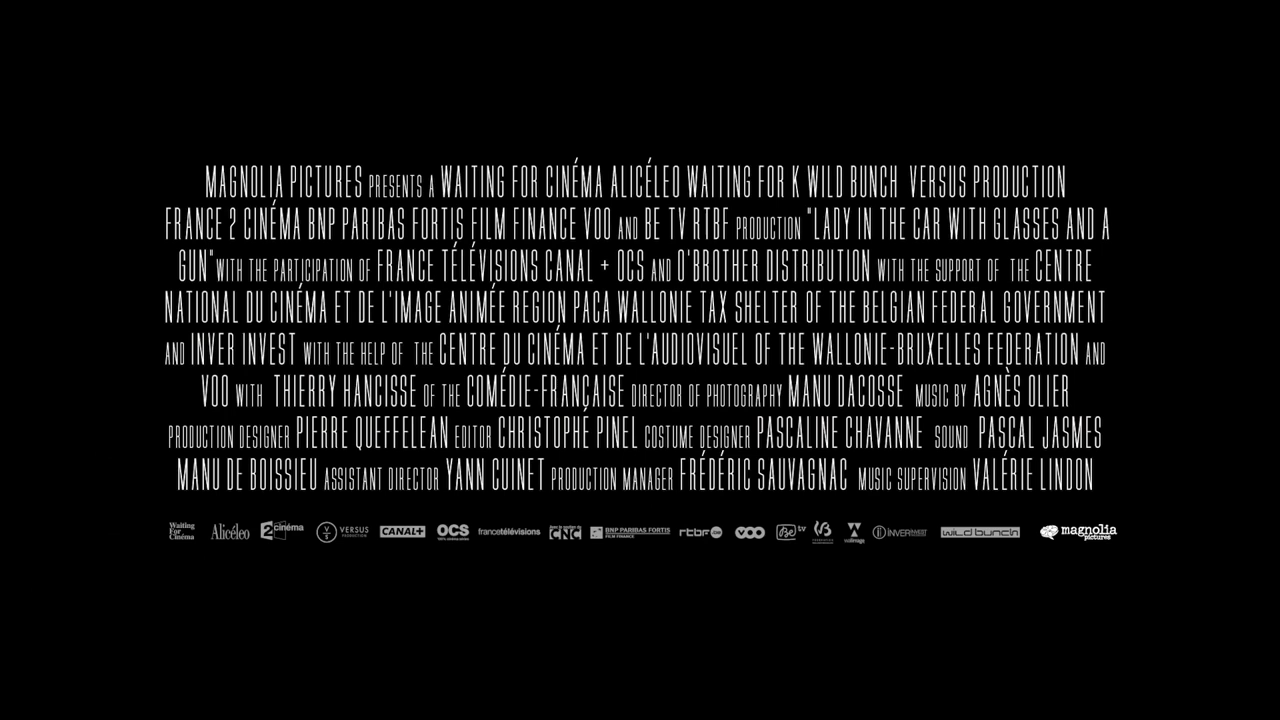 MAGNOLIA PICTURES PRESENTS A WAITING FOR CINÉMA ALICÉLEO WAITING FOR K WILD BUNCH VERSUS PRODUCTION
FRANCE 2 CINÉMA BNP PARIBAS FORTIS FILM FINANCE VOO AND BE TV RTBF PRODUCTION "LADY IN THE CAR WITH GLASSES AND A
GUN" WITH THE PARTICIPATION OF FRANCE TÉLÉVISIONS CANAL + OCS AND O'BROTHER DISTRIBUTION WITH THE SUPPORT OF THE CENTRE
NATIONAL DU CINÉMA ET DE L'IMAGE ANIMÉE REGION PACA WALLONIE TAX SHELTER OF THE BELGIAN FEDERAL GOVERNMENT
AND INVER INVEST WITH THE HELP OF THE CENTRE DU CINÉMA ET DE L'AUDIOVISUEL OF THE WALLONIE-BRUXELLES FEDERATION AND
VOO WITH THIERRY HANCISSE OF THE COMÉDIE-FRANÇAISE DIRECTOR OF PHOTOGRAPHY MANU DACOSSE MUSIC BY AGNÈS OLIER
PRODUCTION DESIGNER PIERRE QUEFFELEAN EDITOR CHRISTOPHE PINEL COSTUME DESIGNER PASCALINE CHAVANNE SOUND PASCAL JASMES
MANU DE BOISSIEU ASSISTANT DIRECTOR YANN CUINET PRODUCTION MANAGER FRÉDÉRIC SAUVAGNAC MUSIC SUPERVISION VALÉRIE LINDON
Waiting For Cinéma Alicéleo 2 cinéma VERSUS PRODUCTION CANAL+ OCS francetélévisions CNC BNP PARIBAS FORTIS FILM FINANCE rtbf.be VOO Be tv wallimage INVERINVEST wild bunch magnolia pictures